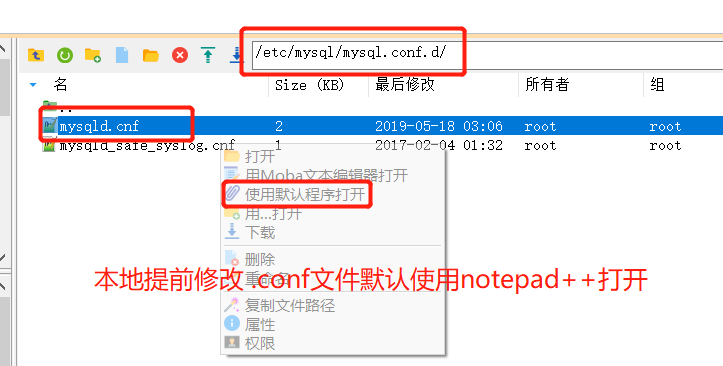 /etc/mysql/mysql.conf.d/
名 Size (KB) 最后修改 所有者 组
..
mysqld.cnf 2 2019-05-18 03:06 root root
mysqld_safe_syslog.cnf 1 2017-02-04 01:32 root root
打开
用Moba文本编辑器打开
使用默认程序打开
用...打开
下载
删除
重命名
本地提前修改 .conf文件默认使用notepad++打开
复制文件路径
属性
权限